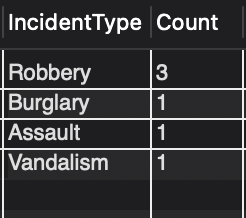 IncidentType Count
Robbery 3
Burglary 1
Assault 1
Vandalism 1